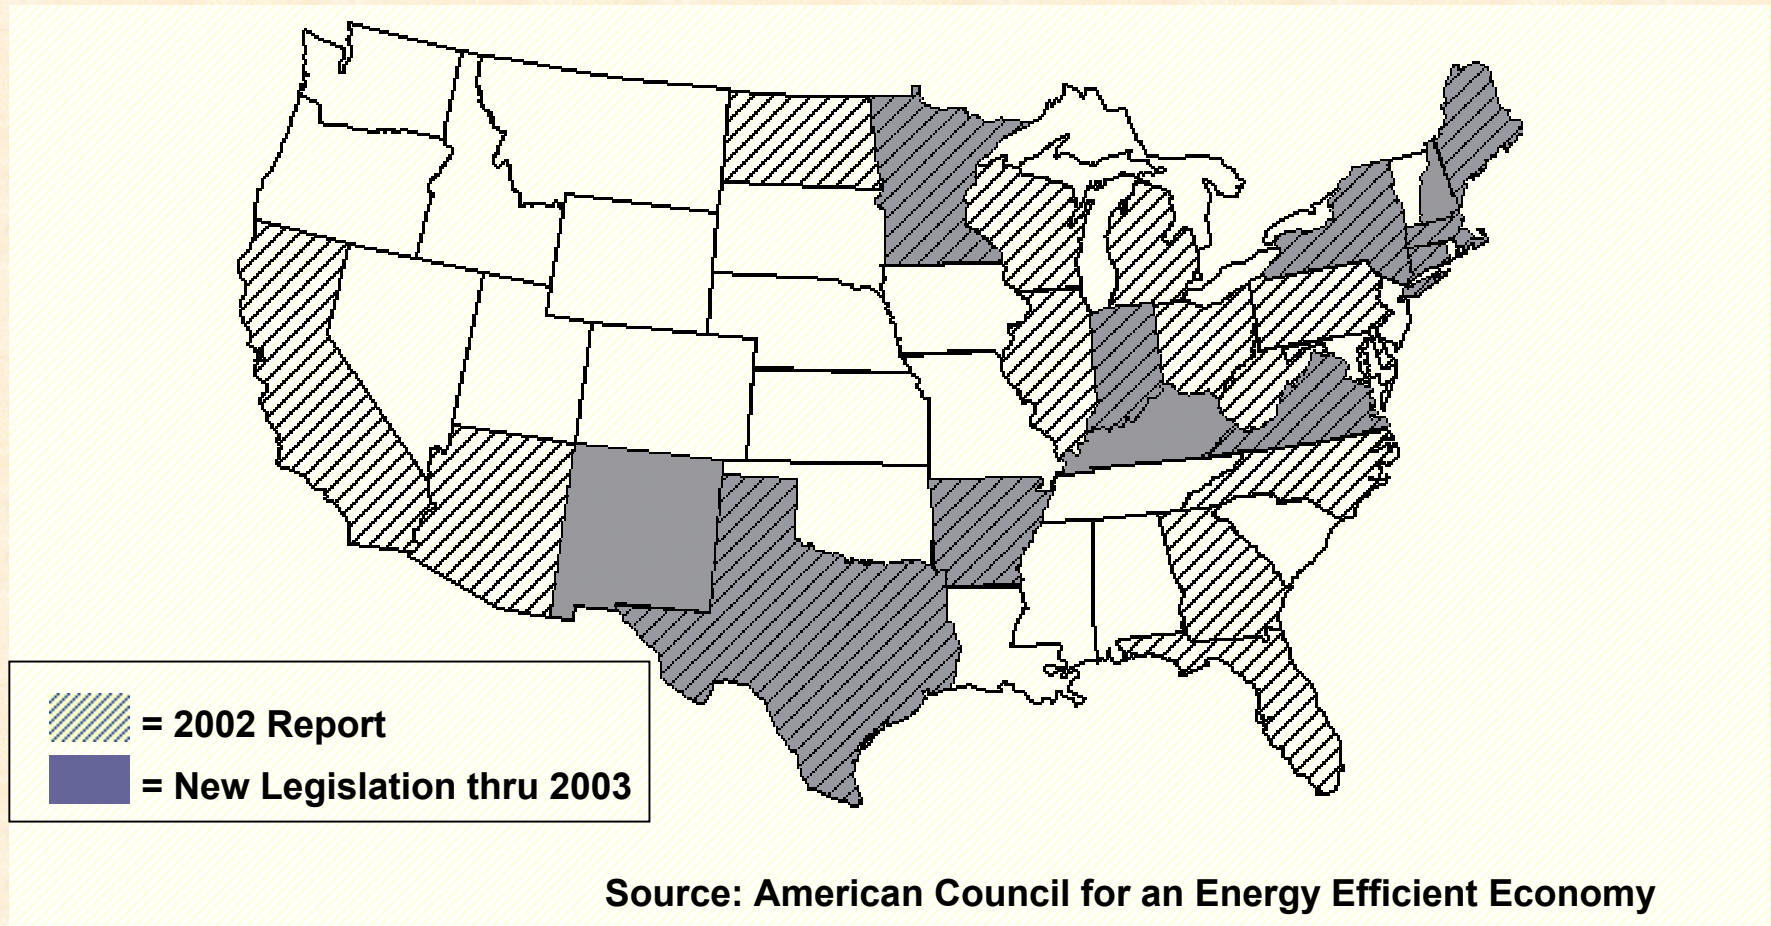 = 2002 Report
= New Legislation thru 2003
Source: American Council for an Energy Efficient Economy